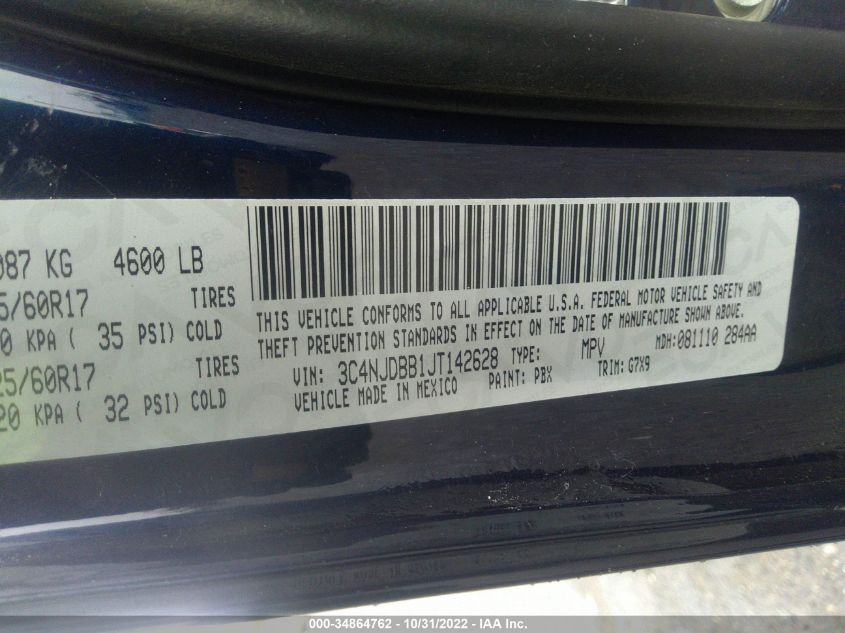 087 KG 4600 LB
5/60R17 TIRES
0 KPA ( 35 PSI) COLD
25/60R17 TIRES
20 KPA ( 32 PSI) COLD
THIS VEHICLE CONFORMS TO ALL APPLICABLE U.S.A. FEDERAL MOTOR VEHICLE SAFETY AND
THEFT PREVENTION STANDARDS IN EFFECT ON THE DATE OF MANUFACTURE SHOWN ABOVE.
VIN: 3C4NJDBB1JT142628 TYPE: MPV MDH: 081110 284AA
VEHICLE MADE IN MEXICO PAINT: PBX TRIM: G7X9
000-34864762 - 10/31/2022 - IAA Inc.